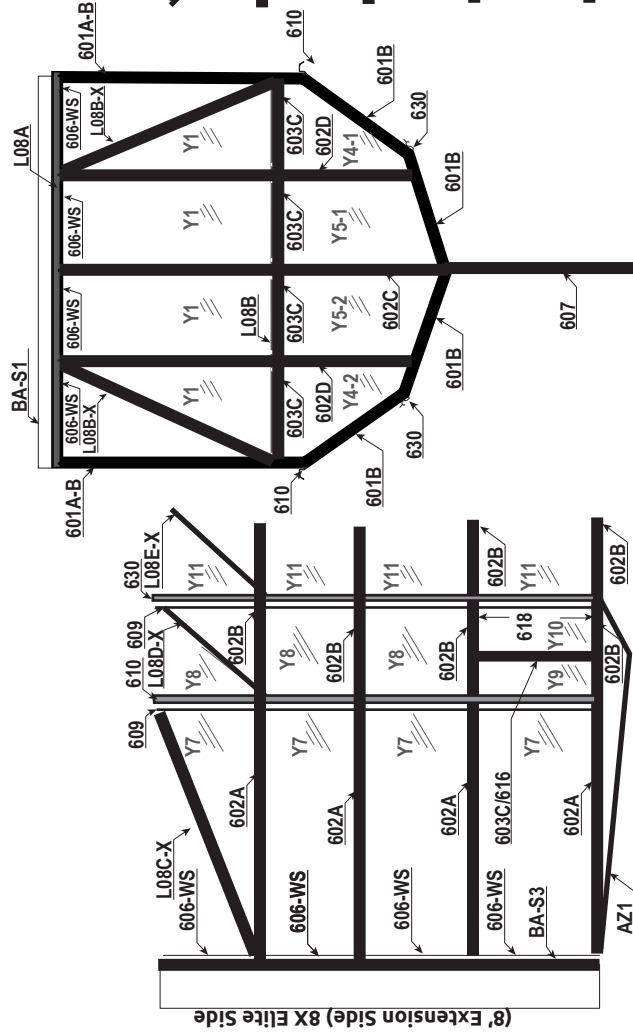 (8' Extension Side) 8X Elite Side
606-WS
606-WS
606-WS
606-WS
BA-S3
L08C-X
AZ1
602A
602A
602A
602A
603C/616
609
Y7
Y7
Y7
Y7
610
L08D-X
609
Y8
Y8
Y8
Y9
Y10
618
602B
602B
602B
602B
630
L08E-X
Y11
Y11
Y11
Y11
602B
602B
BA-S1
L08A
601A-B
606-WS
606-WS
606-WS
606-WS
601A-B
L08B-X
L08B-X
Y1
Y1
Y1
Y1
L08B
610
603C
603C
603C
603C
610
602D
602D
Y4-2
Y5-2
Y5-1
Y4-1
602C
601B
601B
630
630
601B
601B
607